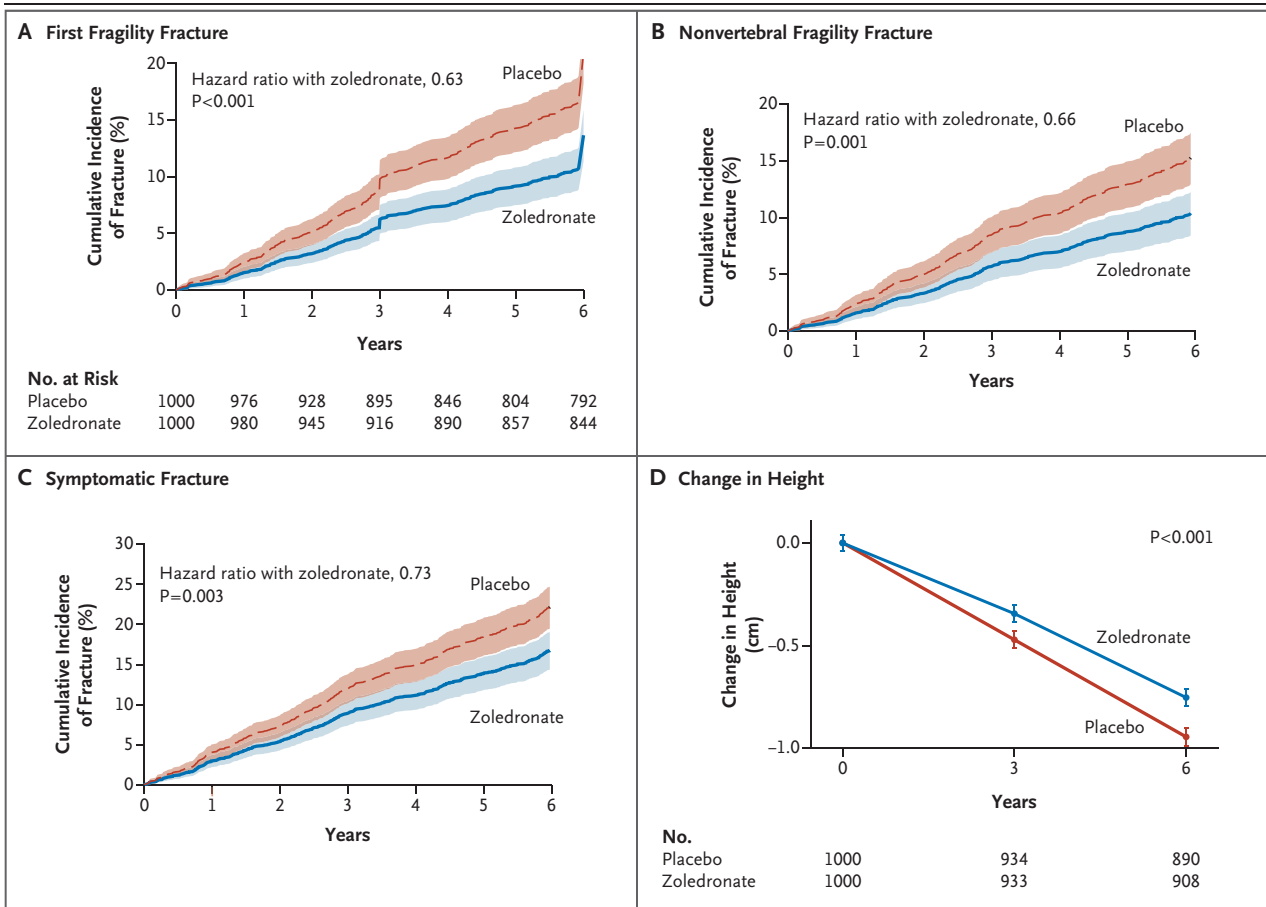 A First Fragility Fracture
Cumulative Incidence
of Fracture (%)
20
15
10
5
0
Hazard ratio with zoledronate, 0.63
P<0.001
Placebo
Zoledronate
0 1 2 3 4 5 6
Years
No. at Risk
Placebo 1000 976 928 895 846 804 792
Zoledronate 1000 980 945 916 890 857 844
B Nonvertebral Fragility Fracture
Cumulative Incidence
of Fracture (%)
20
15
10
5
0
Hazard ratio with zoledronate, 0.66
P=0.001
Placebo
Zoledronate
0 1 2 3 4 5 6
Years
C Symptomatic Fracture
Cumulative Incidence
of Fracture (%)
30
25
20
15
10
5
0
Hazard ratio with zoledronate, 0.73
P=0.003
Placebo
Zoledronate
0 1 2 3 4 5 6
Years
D Change in Height
Change in Height
(cm)
0.0
−0.5
−1.0
P<0.001
Zoledronate
Placebo
0 3 6
Years
No.
Placebo 1000 934 890
Zoledronate 1000 933 908